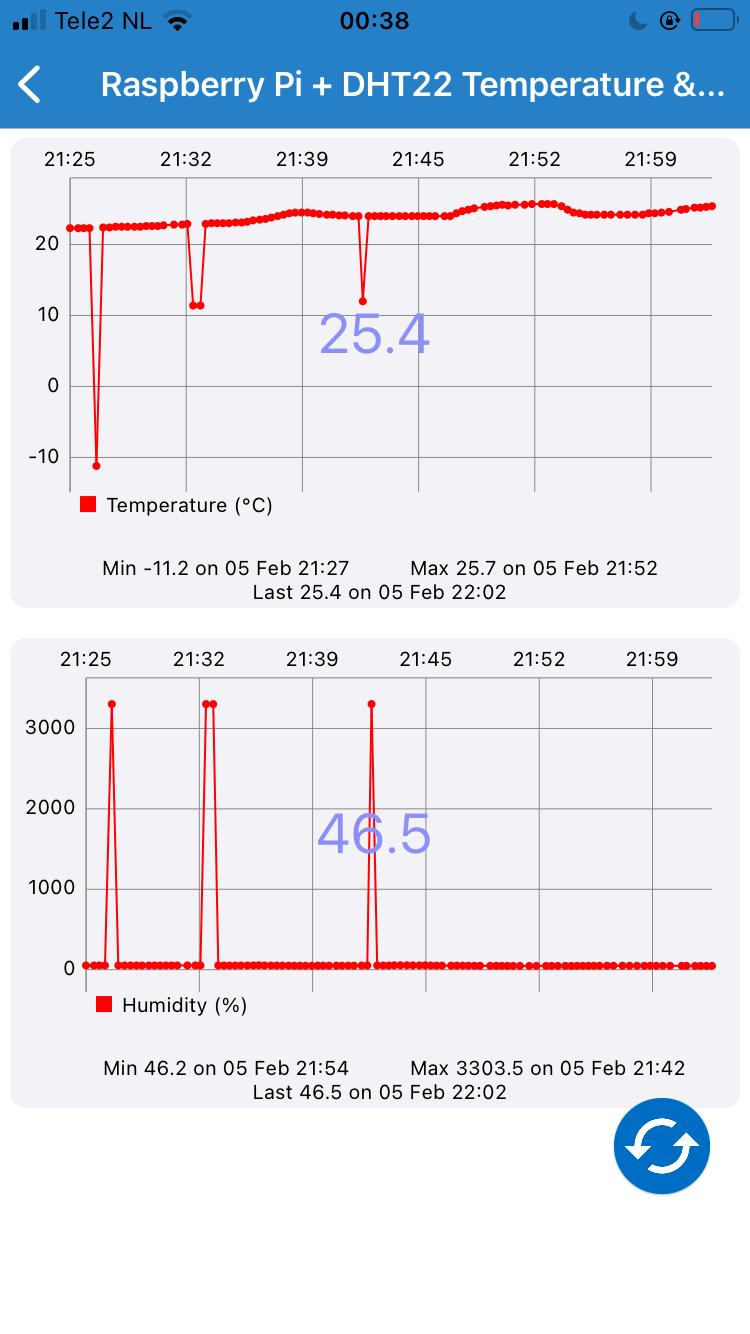 Tele2 NL 00:38
Raspberry Pi + DHT22 Temperature &...
21:25 21:32 21:39 21:45 21:52 21:59
20
10
25.4
0
-10
Temperature (°C)
Min -11.2 on 05 Feb 21:27 Max 25.7 on 05 Feb 21:52
Last 25.4 on 05 Feb 22:02
21:25 21:32 21:39 21:45 21:52 21:59
3000
2000
46.5
1000
0
Humidity (%)
Min 46.2 on 05 Feb 21:54 Max 3303.5 on 05 Feb 21:42
Last 46.5 on 05 Feb 22:02